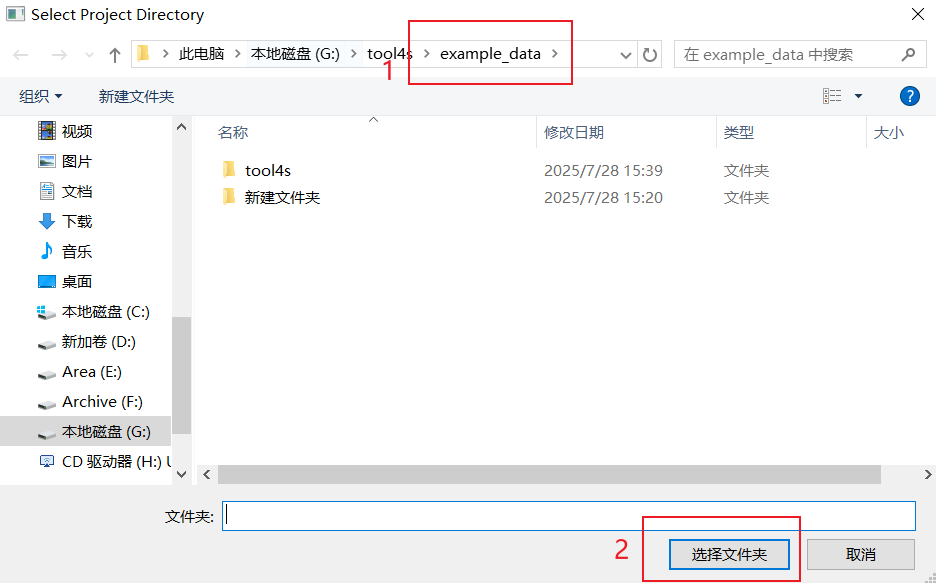 Select Project Directory
此电脑 本地磁盘 (G:) tool4s example_data
在 example_data 中搜索
1
组织 新建文件夹
?
名称 修改日期 类型 大小
tool4s 2025/7/28 15:39 文件夹
新建文件夹 2025/7/28 15:20 文件夹
视频
图片
文档
下载
音乐
桌面
本地磁盘 (C:)
新加卷 (D:)
Area (E:)
Archive (F:)
本地磁盘 (G:)
CD 驱动器 (H:)
文件夹:
2
选择文件夹 取消